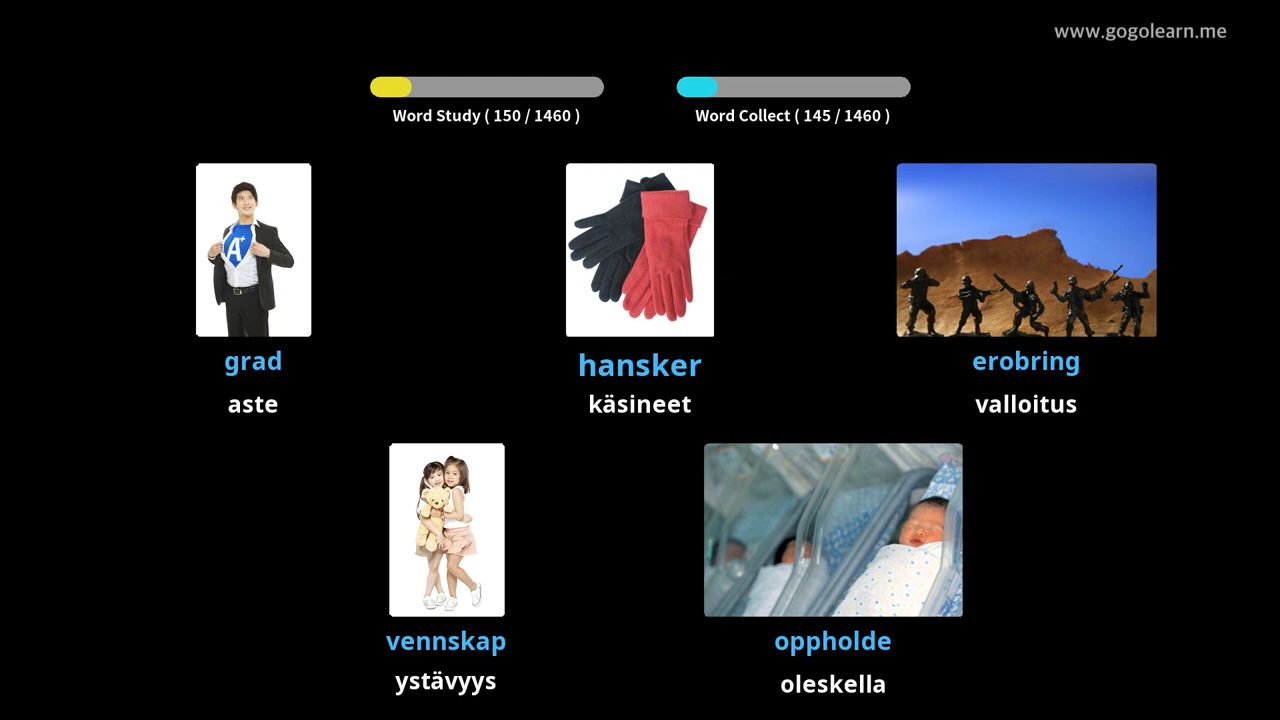 www.gogolearn.me
Word Study ( 150 / 1460 )
Word Collect ( 145 / 1460 )
A+
grad
aste
hansker
käsineet
erobring
valloitus
vennskap
ystävyys
oppholde
oleskella